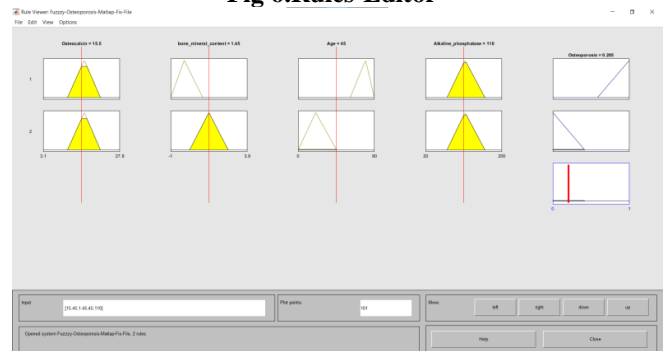 Fig 6:Rules Editor
Rule Viewer: Fuzzy-Osteoporosis-Matlap-Fis-File
File Edit View Options
Osteocalcin = 15.5
bone_mineral_content = 1.45
Age = 45
Alkaline_phosphatase = 110
Osteoporosis = 0.205
1
2
3.1 27.8
-1 3.9
0 90
20 200
0 1
Input:
[15.45;1.45;45;110]
Plot points:
101
Move:
left right down up
Opened system Fuzzy-Osteoporosis-Matlap-Fis-File, 2 rules
Help Close